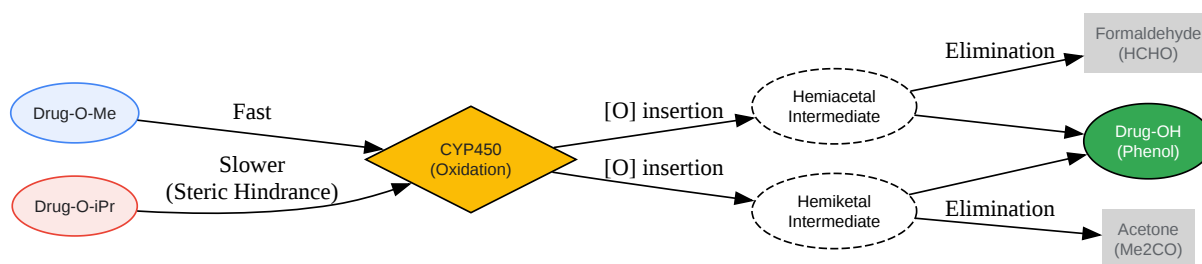 Drug-O-Me
Fast
Drug-O-iPr
Slower
(Steric Hindrance)
CYP450
(Oxidation)
[O] insertion
[O] insertion
Hemiacetal
Intermediate
Hemiketal
Intermediate
Elimination
Formaldehyde
(HCHO)
Drug-OH
(Phenol)
Elimination
Acetone
(Me2CO)